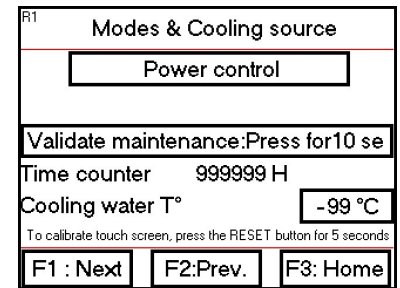 R1
Modes & Cooling source
Power control
Validate maintenance:Press for10 se
Time counter 999999 H
Cooling water T°
-99 °C
To calibrate touch screen, press the RESET button for 5 seconds
F1 : Next F2:Prev. F3: Home